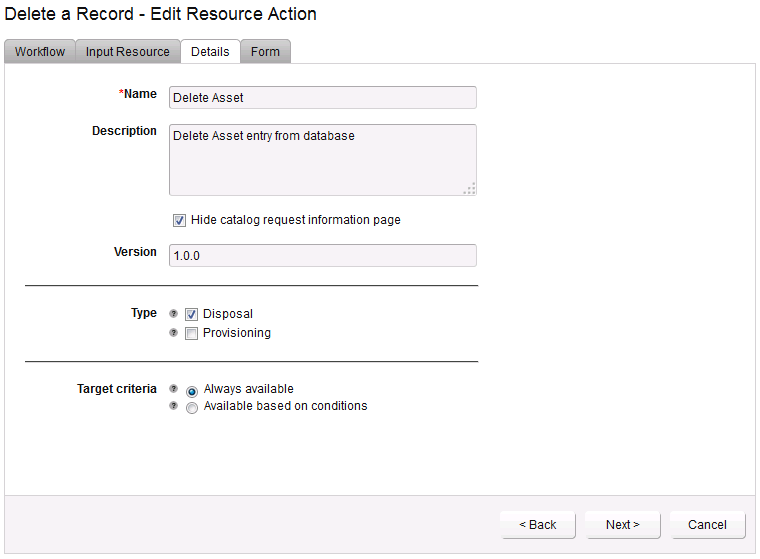 Delete a Record - Edit Resource Action
Workflow Input Resource Details Form
*Name Delete Asset
Description Delete Asset entry from database
Hide catalog request information page
Version 1.0.0
Type ? Disposal
? Provisioning
Target criteria ? Always available
? Available based on conditions
< Back Next > Cancel